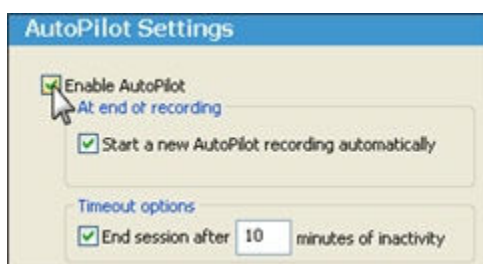 AutoPilot Settings
Enable AutoPilot
At end of recording
Start a new AutoPilot recording automatically
Timeout options
End session after 10 minutes of inactivity